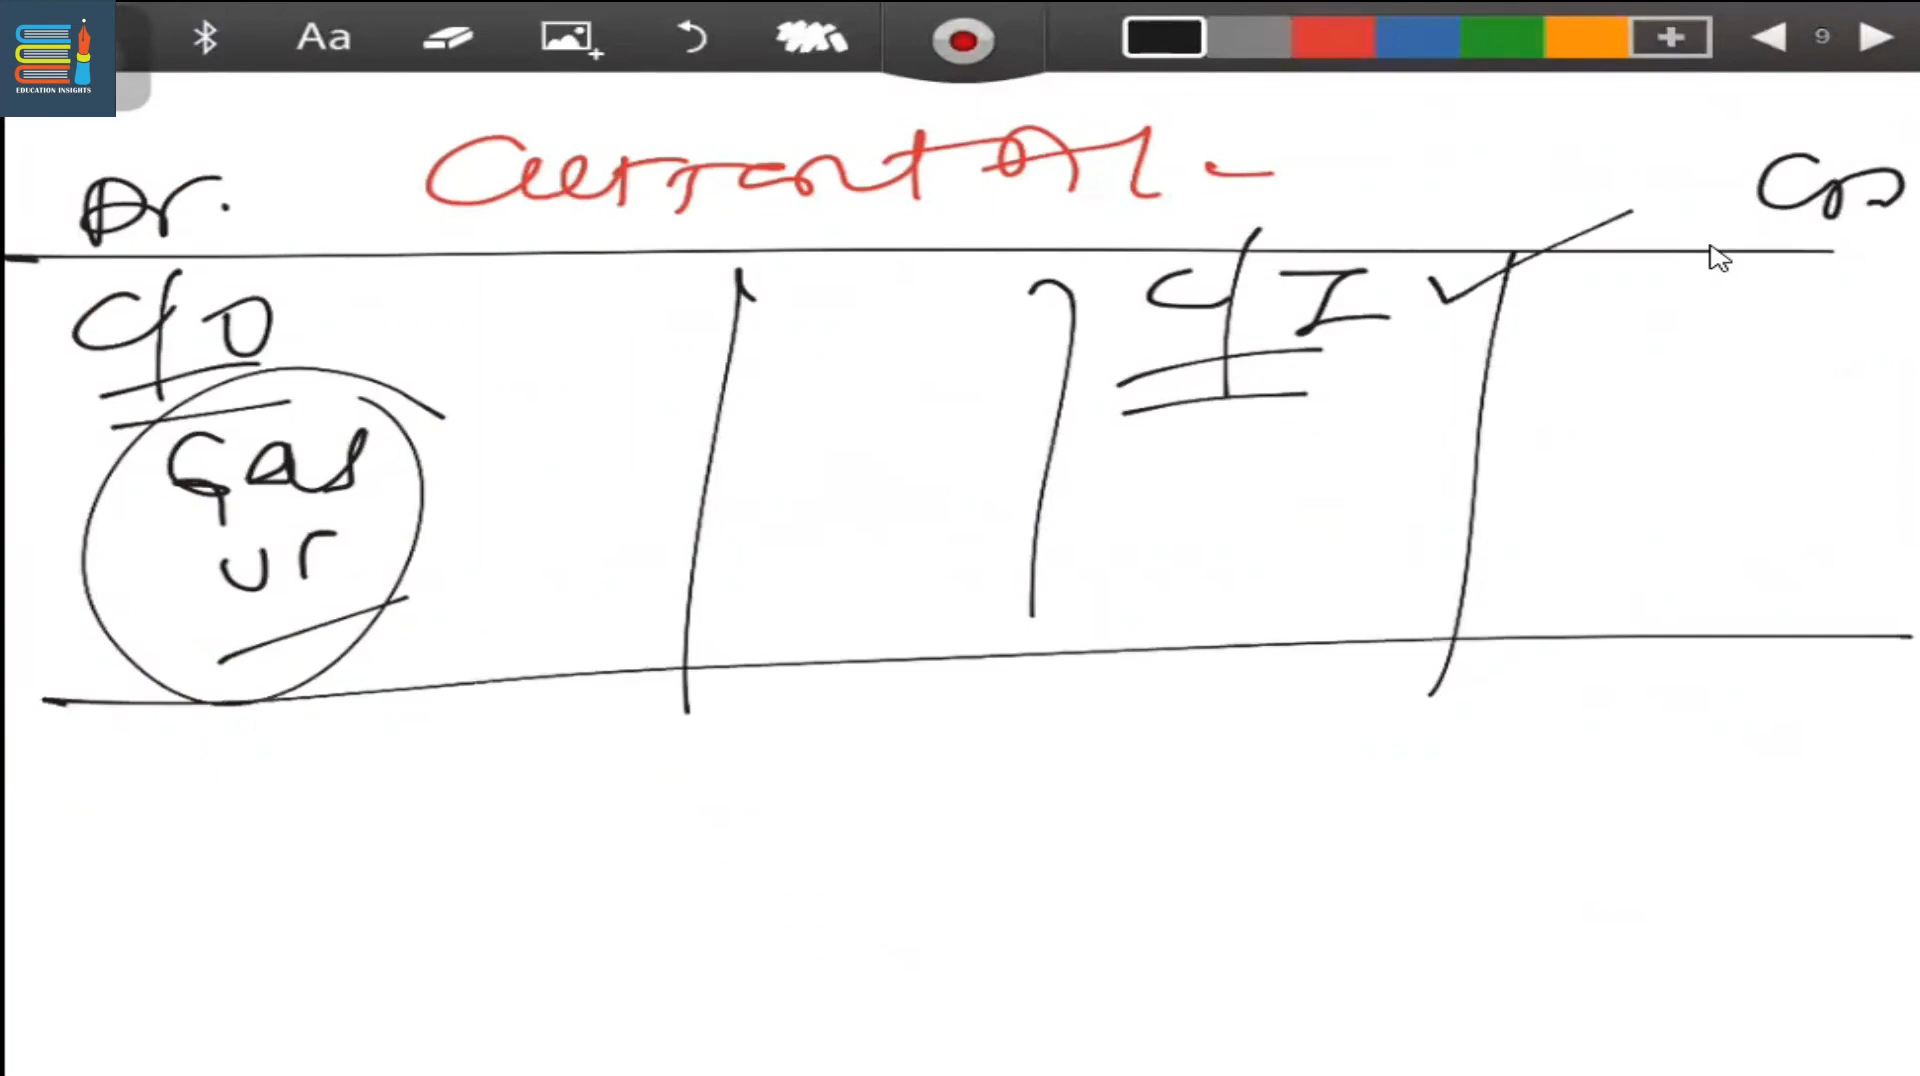 EDUCATION INSIGHTS
Aa
9
Current A/-
Dr.
Cr
C/O
C/I
Gas
ur